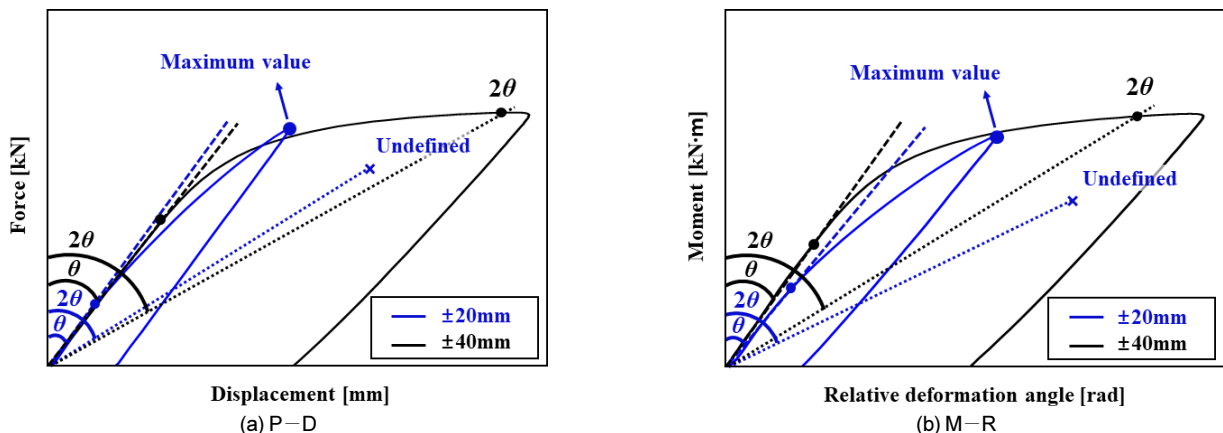 Maximum value
2θ
Undefined
Force [kN]
2θ
θ
2θ
θ
±20mm
±40mm
Displacement [mm]
(a) P－D
Maximum value
2θ
Undefined
Moment [kN·m]
2θ
θ
2θ
θ
±20mm
±40mm
Relative deformation angle [rad]
(b) M－R